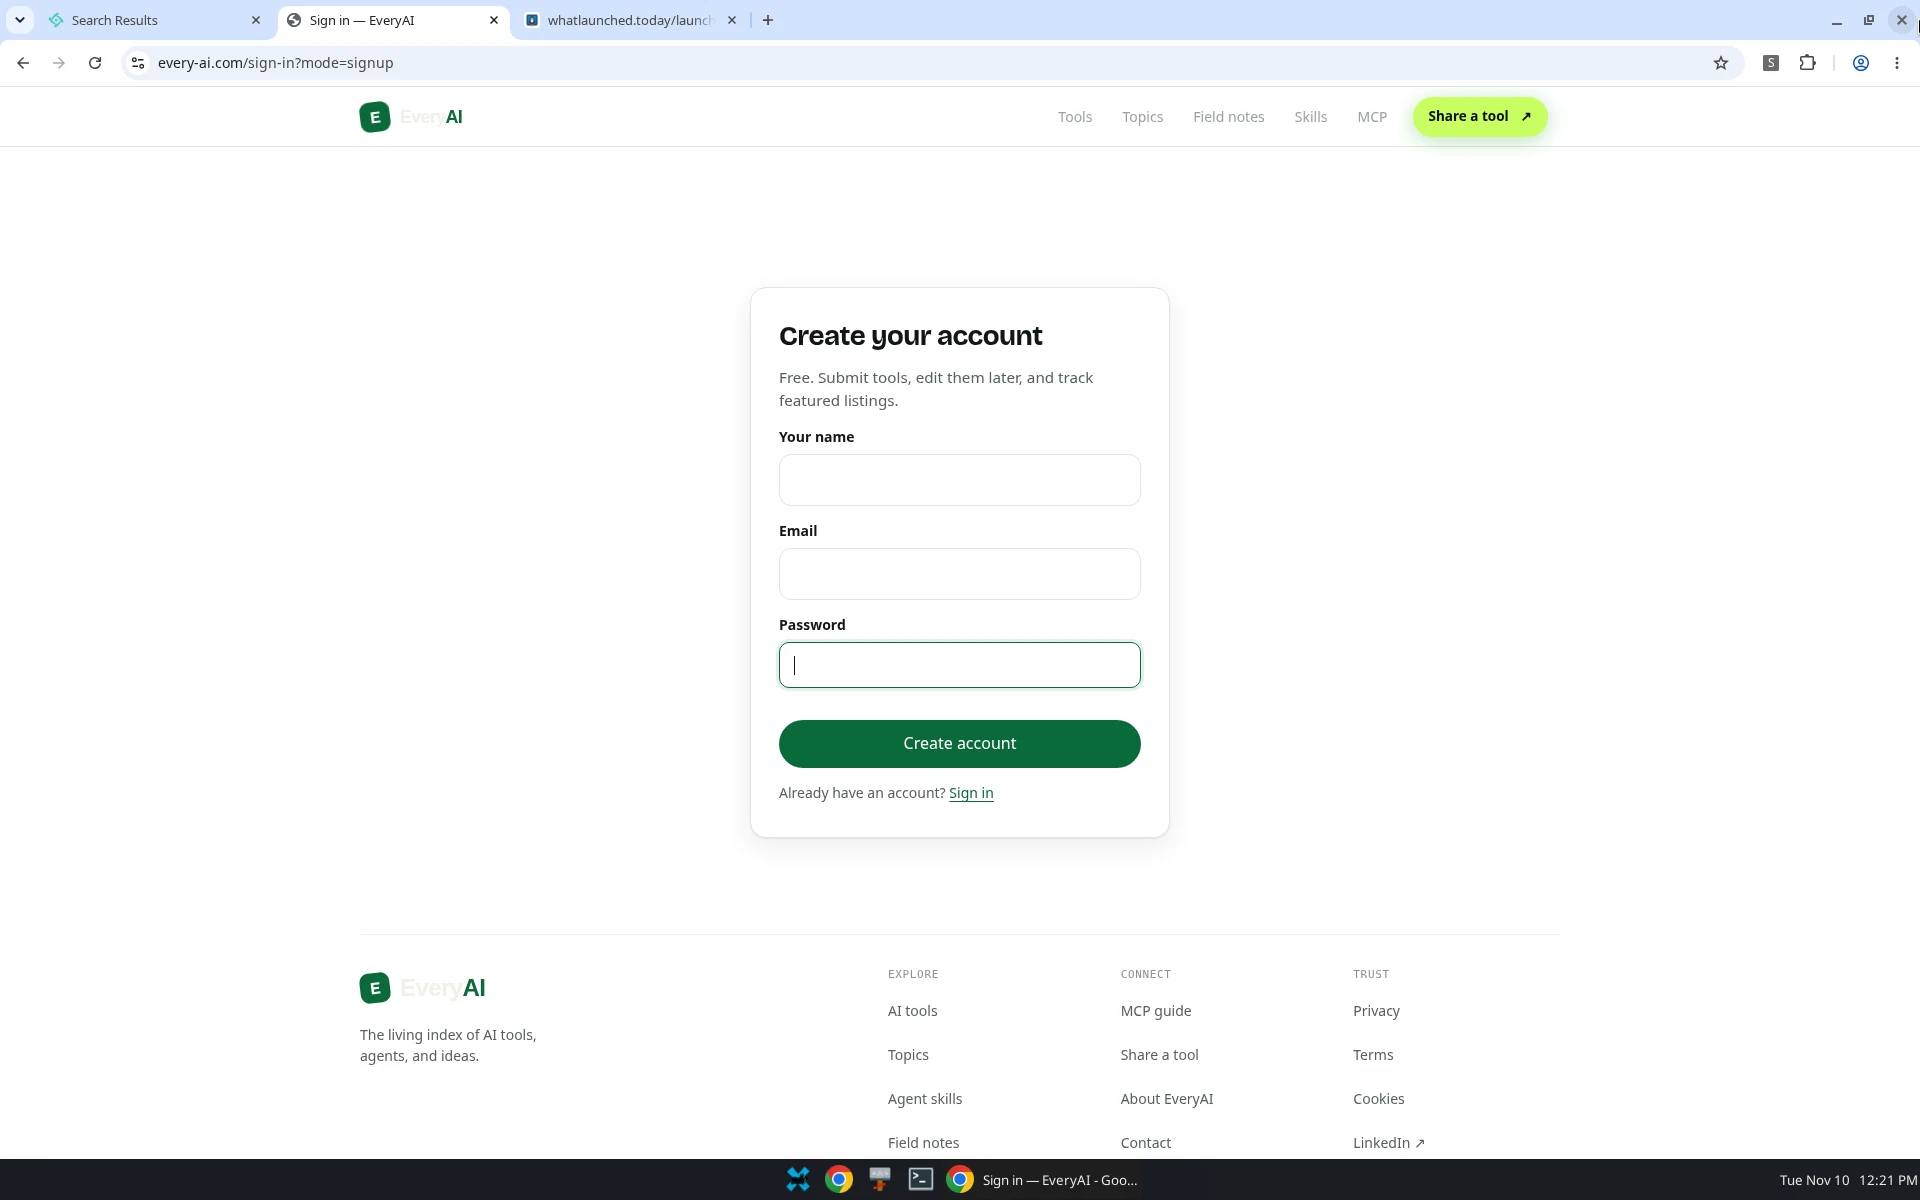 Search Results
Sign in — EveryAI
whatlaunched.today/launch
every-ai.com/sign-in?mode=signup
S
E EveryAI
Tools
Topics
Field notes
Skills
MCP
Share a tool ↗
Create your account
Free. Submit tools, edit them later, and track
featured listings.
Your name
Email
Password
Create account
Already have an account? Sign in
E EveryAI
The living index of AI tools,
agents, and ideas.
EXPLORE
AI tools
Topics
Agent skills
Field notes
CONNECT
MCP guide
Share a tool
About EveryAI
Contact
TRUST
Privacy
Terms
Cookies
LinkedIn ↗
Sign in — EveryAI - Goo...
Tue Nov 10 12:21 PM